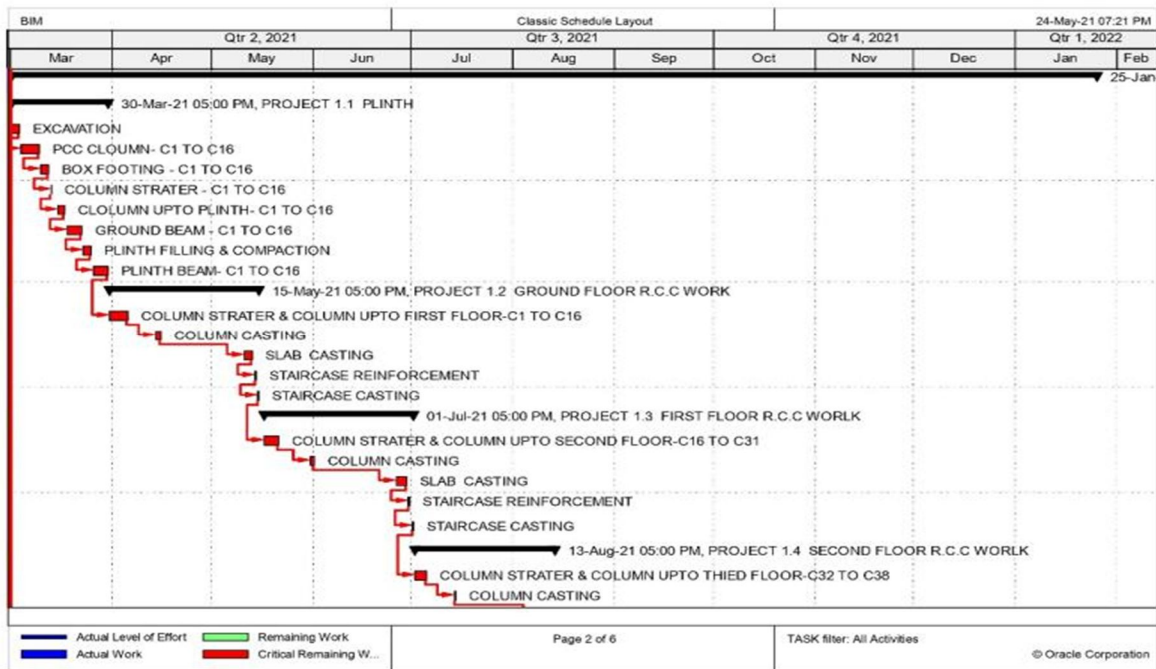 BIM Classic Schedule Layout 24-May-21 07:21 PM
Qtr 2, 2021 Qtr 3, 2021 Qtr 4, 2021 Qtr 1, 2022
Mar Apr May Jun Jul Aug Sep Oct Nov Dec Jan Feb
25-Jan
30-Mar-21 05:00 PM, PROJECT 1.1 PLINTH
EXCAVATION
PCC CLOUMN- C1 TO C16
BOX FOOTING - C1 TO C16
COLUMN STRATER - C1 TO C16
CLOLUMN UPTO PLINTH- C1 TO C16
GROUND BEAM - C1 TO C16
PLINTH FILLING & COMPACTION
PLINTH BEAM- C1 TO C16
15-May-21 05:00 PM, PROJECT 1.2 GROUND FLOOR R.C.C WORK
COLUMN STRATER & COLUMN UPTO FIRST FLOOR-C1 TO C16
COLUMN CASTING
SLAB CASTING
STAIRCASE REINFORCEMENT
STAIRCASE CASTING
01-Jul-21 05:00 PM, PROJECT 1.3 FIRST FLOOR R.C.C WORLK
COLUMN STRATER & COLUMN UPTO SECOND FLOOR-C16 TO C31
COLUMN CASTING
SLAB CASTING
STAIRCASE REINFORCEMENT
STAIRCASE CASTING
13-Aug-21 05:00 PM, PROJECT 1.4 SECOND FLOOR R.C.C WORLK
COLUMN STRATER & COLUMN UPTO THIED FLOOR-C32 TO C38
COLUMN CASTING
Actual Level of Effort Remaining Work Page 2 of 6 TASK filter: All Activities
Actual Work Critical Remaining W... © Oracle Corporation